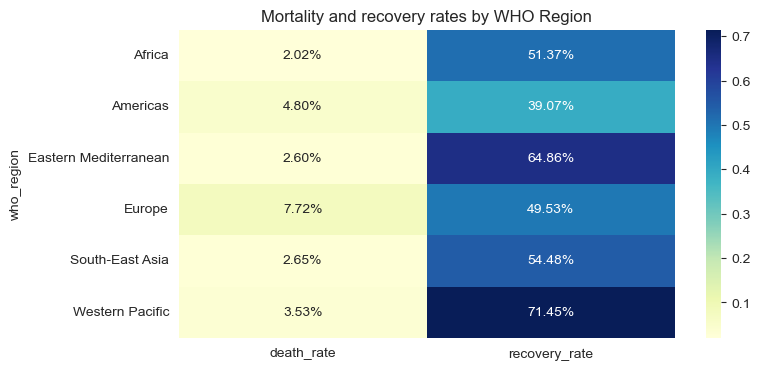 Mortality and recovery rates by WHO Region
who_region
Africa 2.02% 51.37%
Americas 4.80% 39.07%
Eastern Mediterranean 2.60% 64.86%
Europe 7.72% 49.53%
South-East Asia 2.65% 54.48%
Western Pacific 3.53% 71.45%
death_rate recovery_rate
0.7
0.6
0.5
0.4
0.3
0.2
0.1